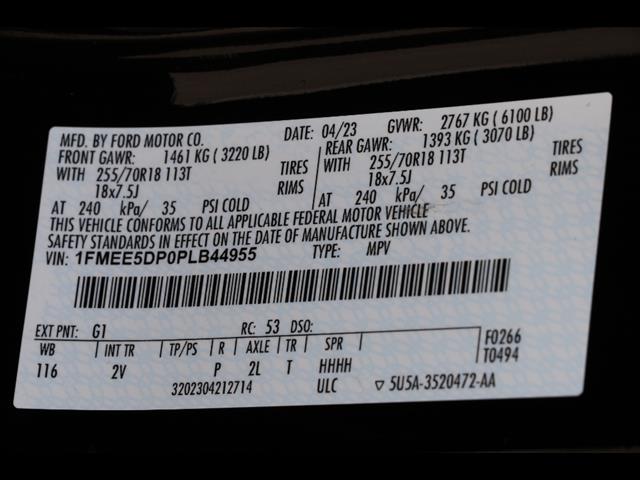 MFD. BY FORD MOTOR CO. DATE: 04/23 GVWR: 2767 KG ( 6100 LB)
FRONT GAWR: 1461 KG ( 3220 LB) REAR GAWR: 1393 KG ( 3070 LB)
WITH 255/70R18 113T TIRES WITH 255/70R18 113T TIRES
18x7.5J RIMS 18x7.5J RIMS
AT 240 kPa/ 35 PSI COLD AT 240 kPa/ 35 PSI COLD
THIS VEHICLE CONFORMS TO ALL APPLICABLE FEDERAL MOTOR VEHICLE
SAFETY STANDARDS IN EFFECT ON THE DATE OF MANUFACTURE SHOWN ABOVE.
VIN: 1FMEE5DP0PLB44955 TYPE: MPV
EXT PNT: G1 RC: 53 DSO: F0266
WB INT TR TP/PS R AXLE TR SPR T0494
116 2V P 2L T HHHH
3202304212714 ULC ▽ 5U5A-3520472-AA